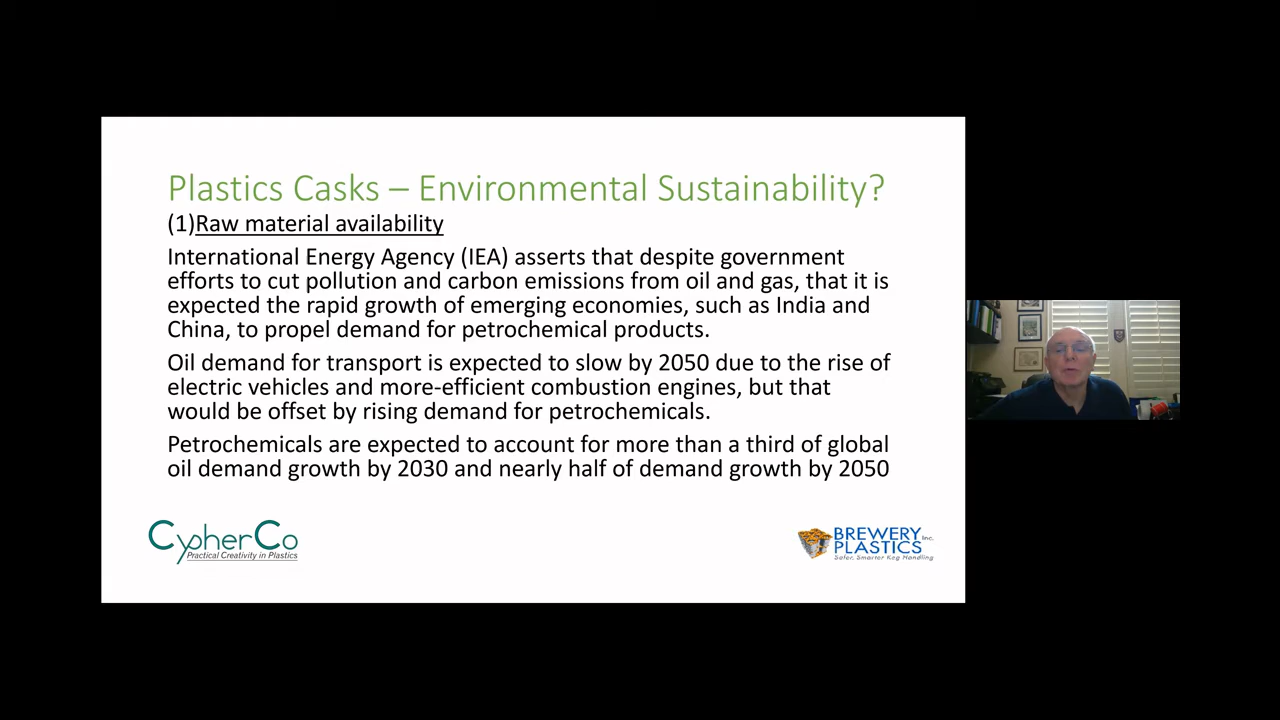 Plastics Casks – Environmental Sustainability?
(1)Raw material availability
International Energy Agency (IEA) asserts that despite government
efforts to cut pollution and carbon emissions from oil and gas, that it is
expected the rapid growth of emerging economies, such as India and
China, to propel demand for petrochemical products.
Oil demand for transport is expected to slow by 2050 due to the rise of
electric vehicles and more-efficient combustion engines, but that
would be offset by rising demand for petrochemicals.
Petrochemicals are expected to account for more than a third of global
oil demand growth by 2030 and nearly half of demand growth by 2050
CypherCo
Practical Creativity in Plastics
BREWERY
PLASTICS Inc.
Safer, Smarter Keg Handling